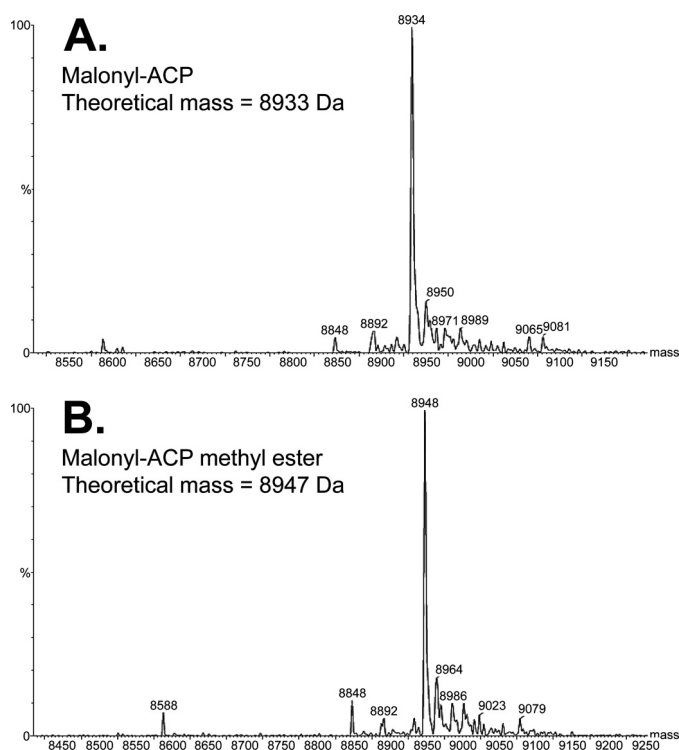 100
8934
A.
Malonyl-ACP
Theoretical mass = 8933 Da
%
8950
8848
8892
8971
8989
9065
9081
0
mass
8550 8600 8650 8700 8750 8800 8850 8900 8950 9000 9050 9100 9150
100
8948
B.
Malonyl-ACP methyl ester
Theoretical mass = 8947 Da
%
8964
8588
8848
8892
8986
9023
9079
0
mass
8450 8500 8550 8600 8650 8700 8750 8800 8850 8900 8950 9000 9050 9100 9150 9200 9250